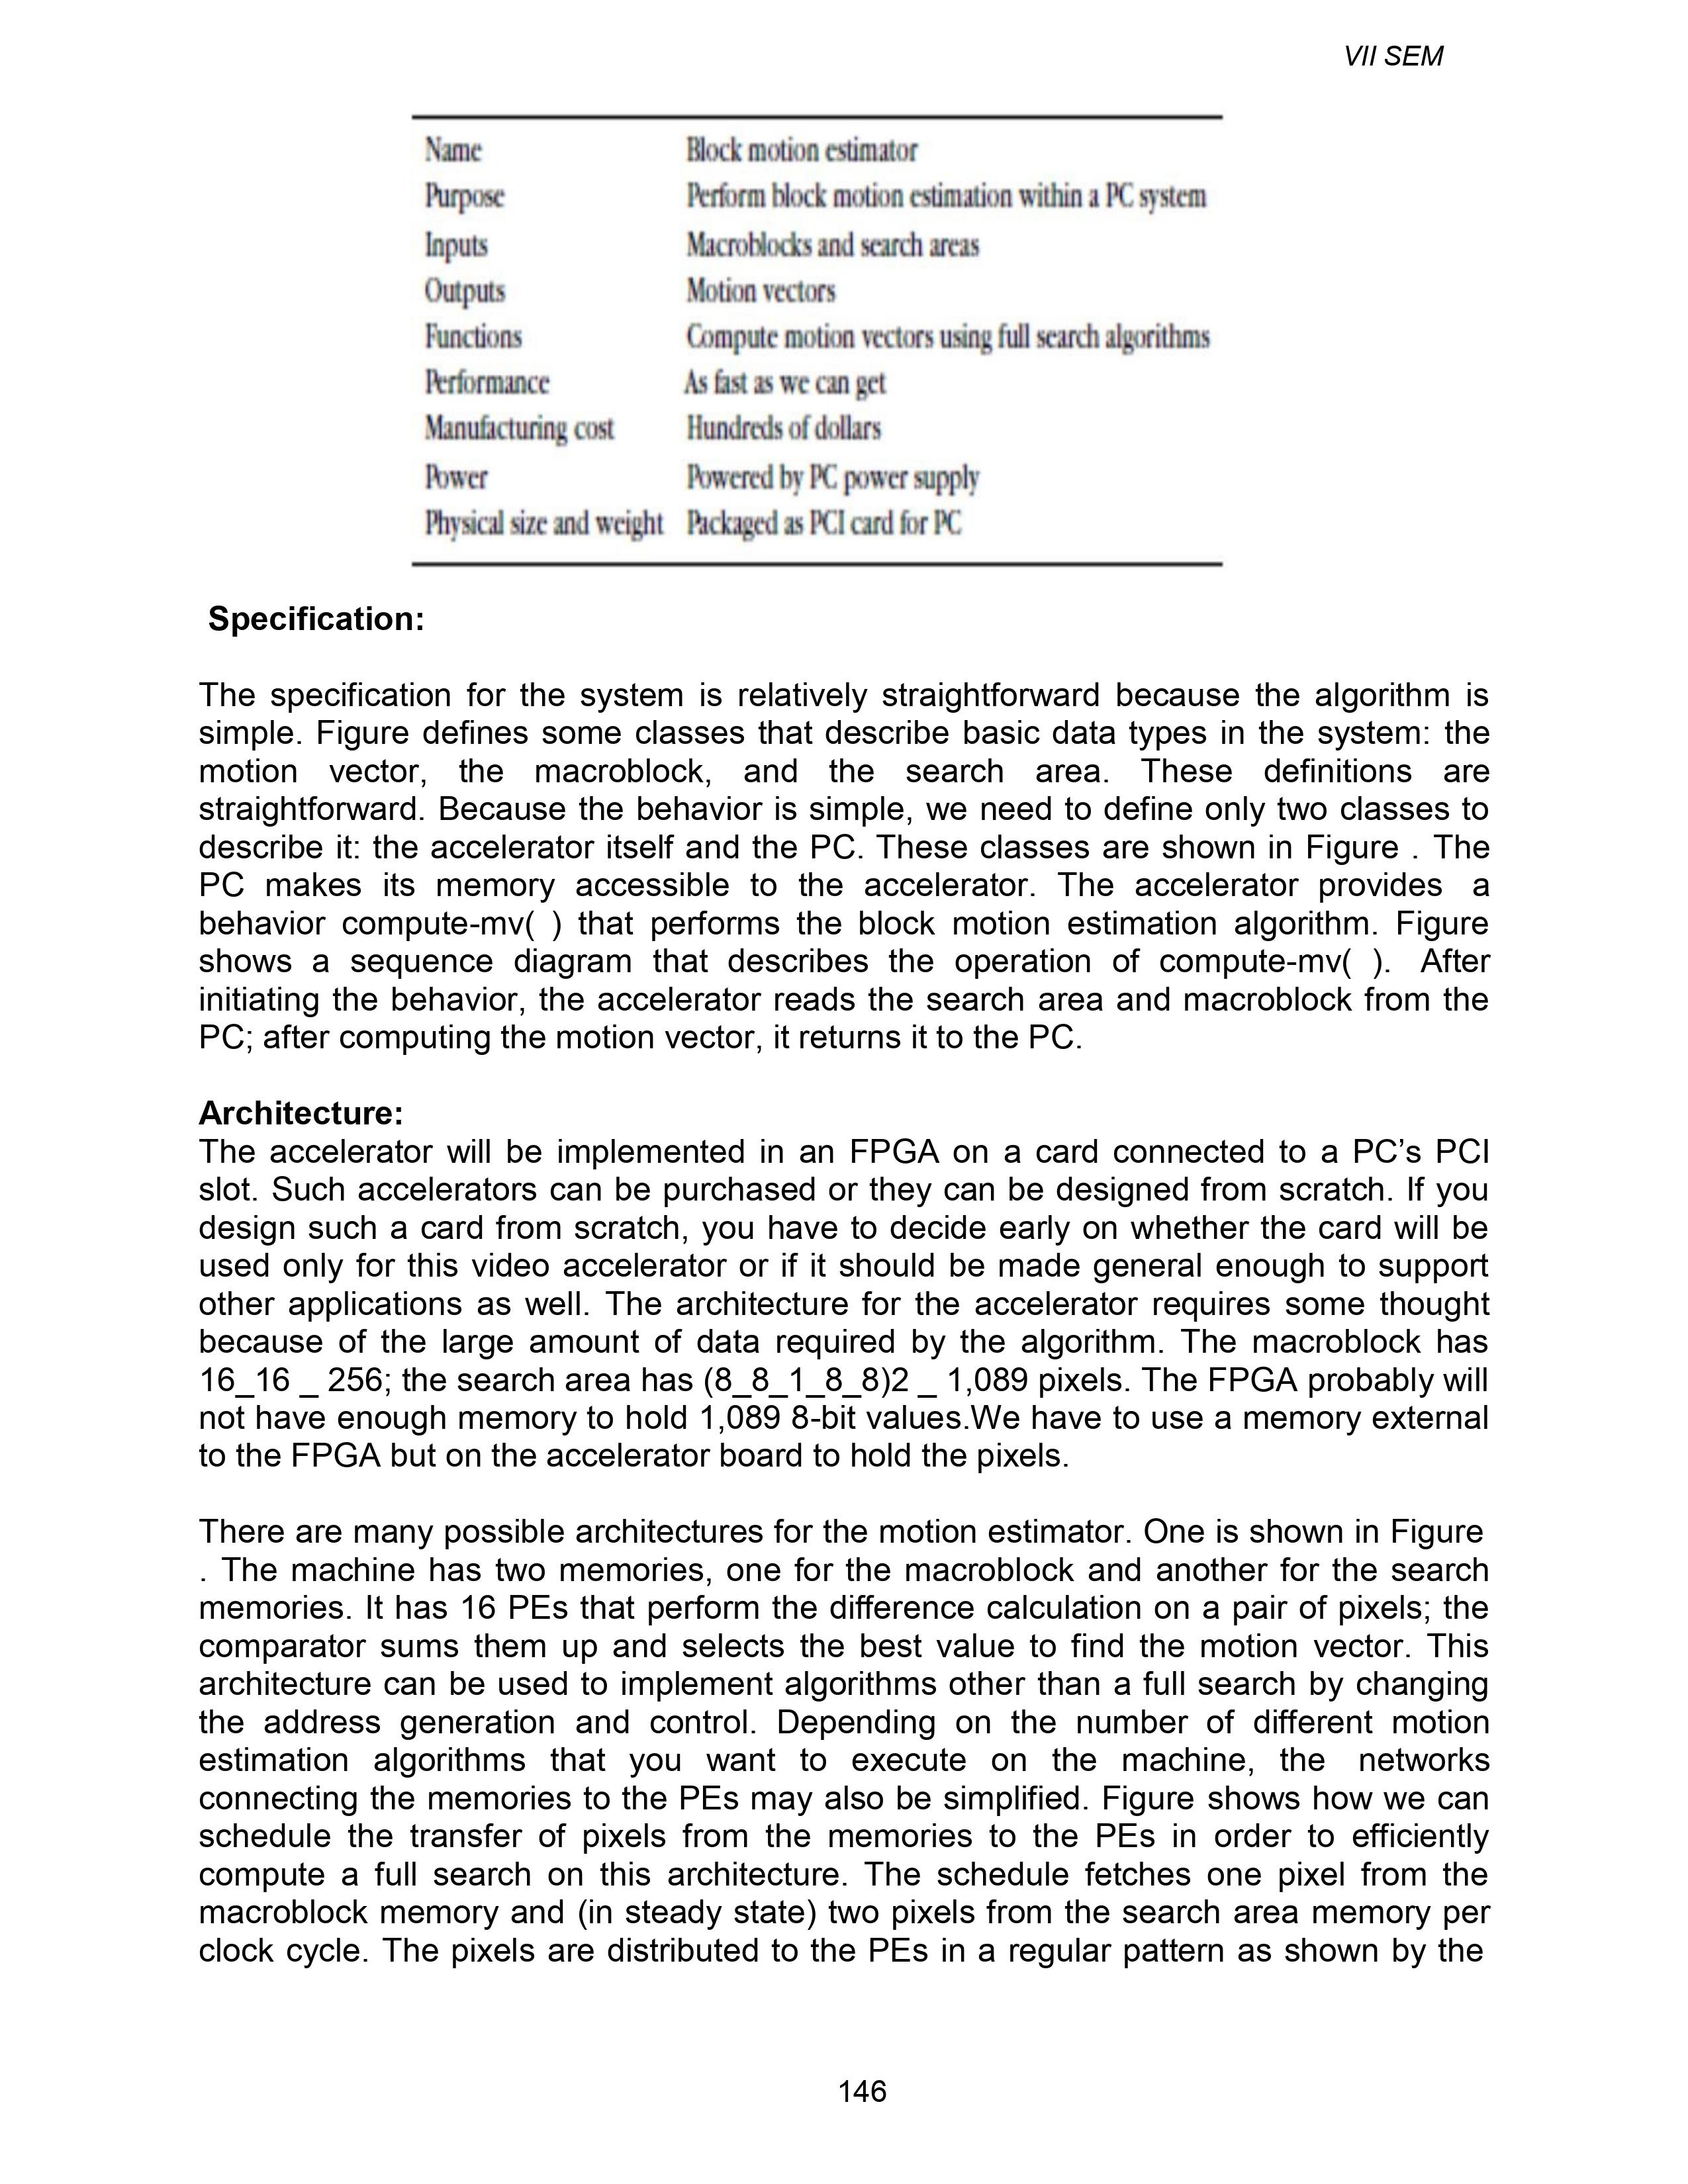 VII SEM
Name Block motion estimator
Purpose Perform block motion estimation within a PC system
Inputs Macroblocks and search areas
Outputs Motion vectors
Functions Compute motion vectors using full search algorithms
Performance As fast as we can get
Manufacturing cost Hundreds of dollars
Power Powered by PC power supply
Physical size and weight Packaged as PCI card for PC
Specification:
The specification for the system is relatively straightforward because the algorithm is
simple. Figure defines some classes that describe basic data types in the system: the
motion vector, the macroblock, and the search area. These definitions are
straightforward. Because the behavior is simple, we need to define only two classes to
describe it: the accelerator itself and the PC. These classes are shown in Figure . The
PC makes its memory accessible to the accelerator. The accelerator provides a
behavior compute-mv( ) that performs the block motion estimation algorithm. Figure
shows a sequence diagram that describes the operation of compute-mv( ). After
initiating the behavior, the accelerator reads the search area and macroblock from the
PC; after computing the motion vector, it returns it to the PC.
Architecture:
The accelerator will be implemented in an FPGA on a card connected to a PC’s PCI
slot. Such accelerators can be purchased or they can be designed from scratch. If you
design such a card from scratch, you have to decide early on whether the card will be
used only for this video accelerator or if it should be made general enough to support
other applications as well. The architecture for the accelerator requires some thought
because of the large amount of data required by the algorithm. The macroblock has
16_16 _ 256; the search area has (8_8_1_8_8)2 _ 1,089 pixels. The FPGA probably will
not have enough memory to hold 1,089 8-bit values.We have to use a memory external
to the FPGA but on the accelerator board to hold the pixels.
There are many possible architectures for the motion estimator. One is shown in Figure
. The machine has two memories, one for the macroblock and another for the search
memories. It has 16 PEs that perform the difference calculation on a pair of pixels; the
comparator sums them up and selects the best value to find the motion vector. This
architecture can be used to implement algorithms other than a full search by changing
the address generation and control. Depending on the number of different motion
estimation algorithms that you want to execute on the machine, the networks
connecting the memories to the PEs may also be simplified. Figure shows how we can
schedule the transfer of pixels from the memories to the PEs in order to efficiently
compute a full search on this architecture. The schedule fetches one pixel from the
macroblock memory and (in steady state) two pixels from the search area memory per
clock cycle. The pixels are distributed to the PEs in a regular pattern as shown by the
146